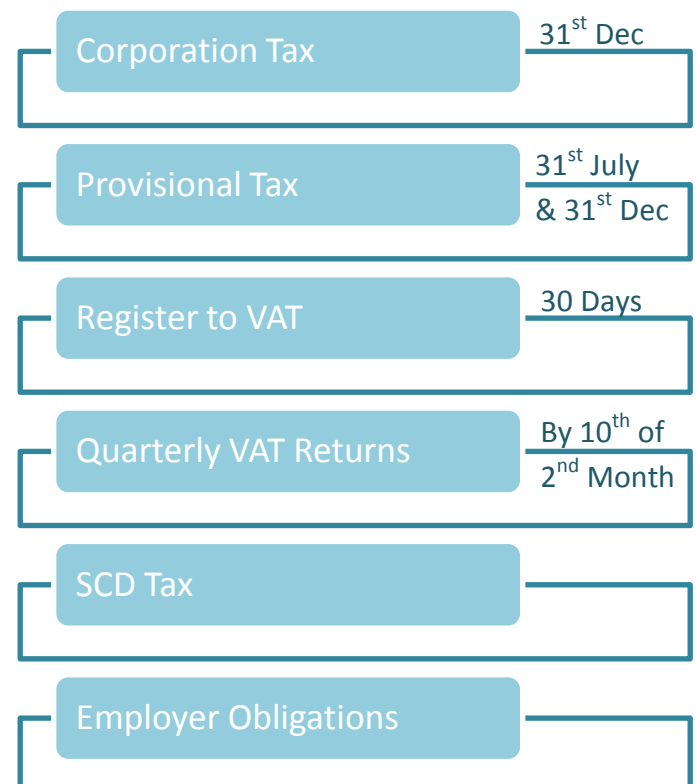 Corporation Tax
31st Dec
Provisional Tax
31st July
& 31st Dec
Register to VAT
30 Days
Quarterly VAT Returns
By 10th of
2nd Month
SCD Tax
Employer Obligations